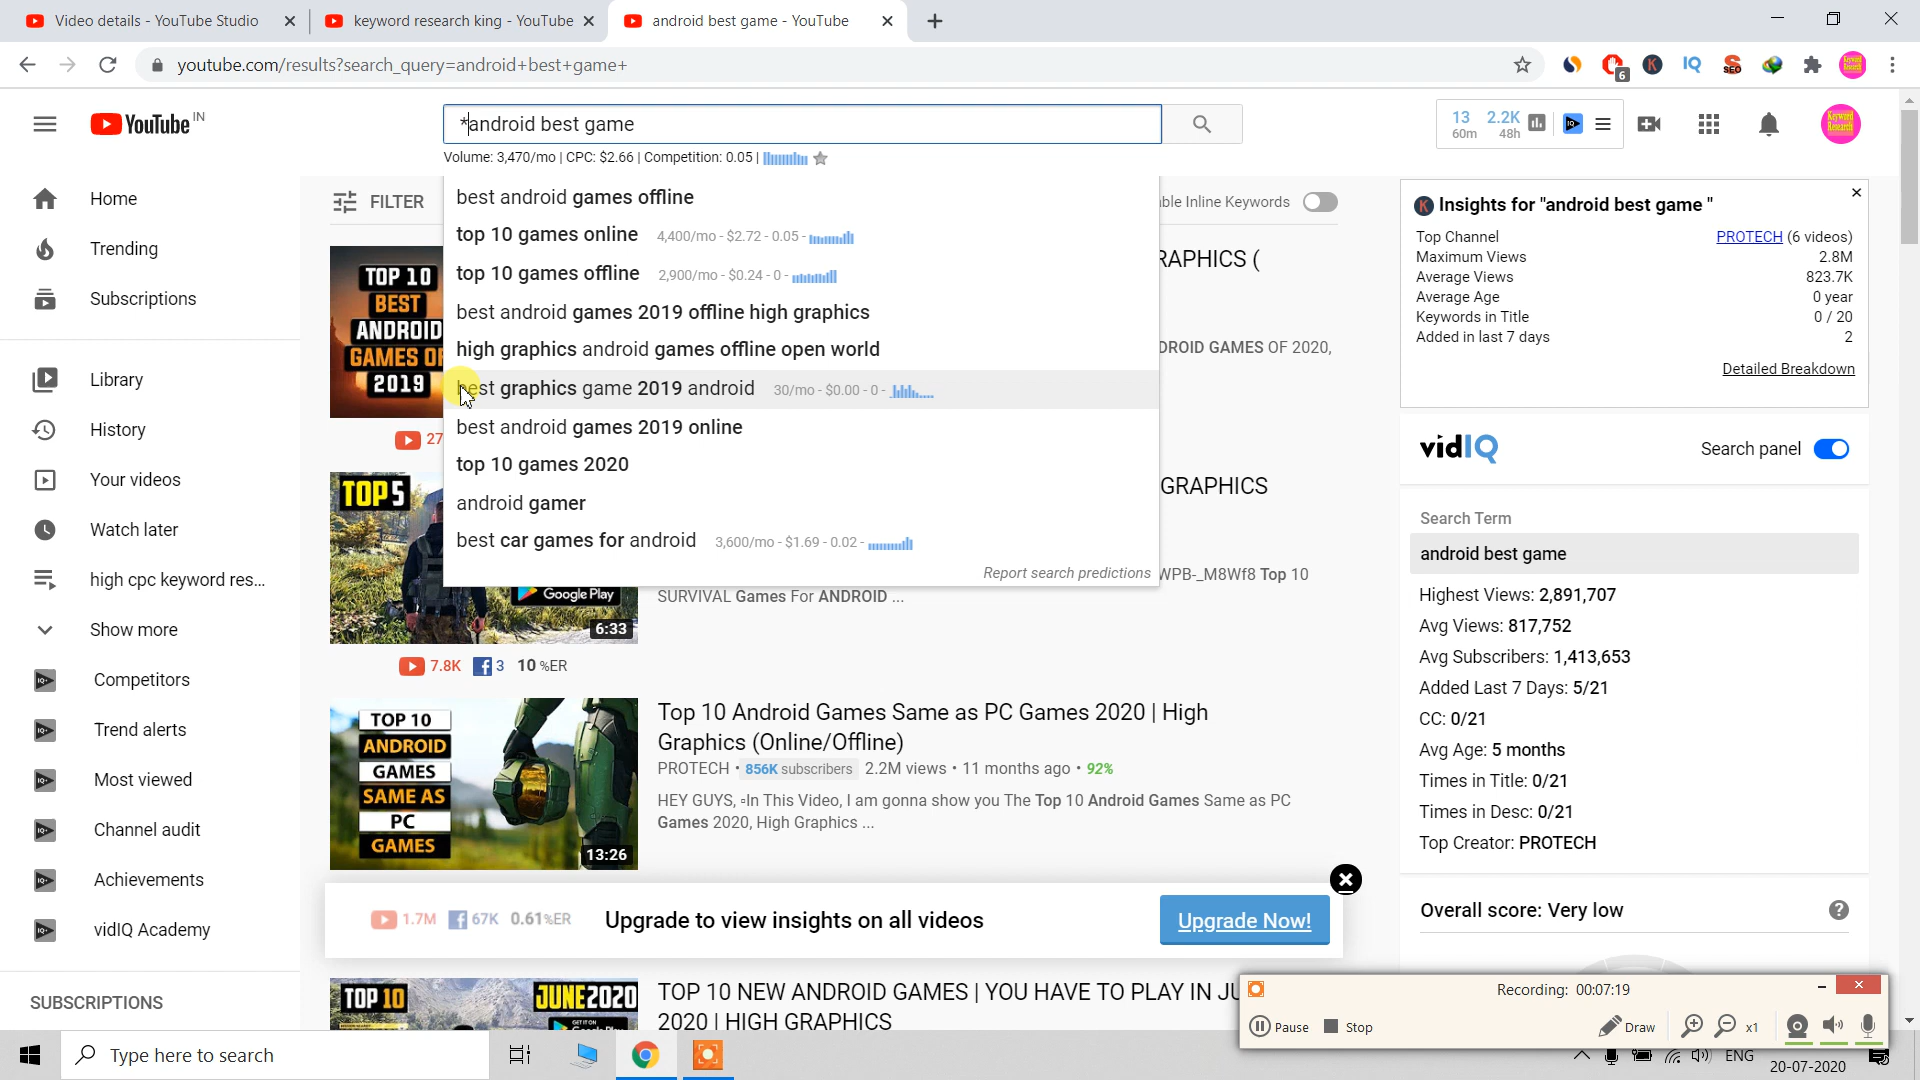 Video details - YouTube Studio
keyword research king - YouTube
android best game - YouTube
youtube.com/results?search_query=android+best+game+
6
YouTube IN
*android best game
13 60m
2.2K 48h
Volume: 3,470/mo | CPC: $2.66 | Competition: 0.05 |
Home
Trending
Subscriptions
Library
History
Your videos
Watch later
high cpc keyword res...
Show more
Competitors
Trend alerts
Most viewed
Channel audit
Achievements
vidIQ Academy
SUBSCRIPTIONS
FILTER
ble Inline Keywords
best android games offline
top 10 games online 4,400/mo - $2.72 - 0.05 -
top 10 games offline 2,900/mo - $0.24 - 0 -
best android games 2019 offline high graphics
high graphics android games offline open world
best graphics game 2019 android 30/mo - $0.00 - 0 -
best android games 2019 online
top 10 games 2020
android gamer
best car games for android 3,600/mo - $1.69 - 0.02 -
Report search predictions
TOP 10
BEST
ANDROID
GAMES OF
2019
27
RAPHICS (
DROID GAMES OF 2020,
TOP 5
GRAPHICS
WPB-_M8Wf8 Top 10
SURVIVAL Games For ANDROID ...
Google Play
6:33
7.8K 3 10 %ER
TOP 10
ANDROID
GAMES
SAME AS
PC
GAMES
13:26
Top 10 Android Games Same as PC Games 2020 | High
Graphics (Online/Offline)
PROTECH • 856K subscribers 2.2M views • 11 months ago • 92%
HEY GUYS, ▫In This Video, I am gonna show you The Top 10 Android Games Same as PC
Games 2020, High Graphics ...
1.7M 67K 0.61%ER
Upgrade to view insights on all videos
Upgrade Now!
TOP 10
JUNE2020
TOP 10 NEW ANDROID GAMES | YOU HAVE TO PLAY IN JU
2020 | HIGH GRAPHICS
Insights for "android best game "
Top Channel PROTECH (6 videos)
Maximum Views 2.8M
Average Views 823.7K
Average Age 0 year
Keywords in Title 0 / 20
Added in last 7 days 2
Detailed Breakdown
vidIQ
Search panel
Search Term
android best game
Highest Views: 2,891,707
Avg Views: 817,752
Avg Subscribers: 1,413,653
Added Last 7 Days: 5/21
CC: 0/21
Avg Age: 5 months
Times in Title: 0/21
Times in Desc: 0/21
Top Creator: PROTECH
Overall score: Very low
Recording: 00:07:19
Pause
Stop
Draw
x1
Type here to search
ENG
20-07-2020